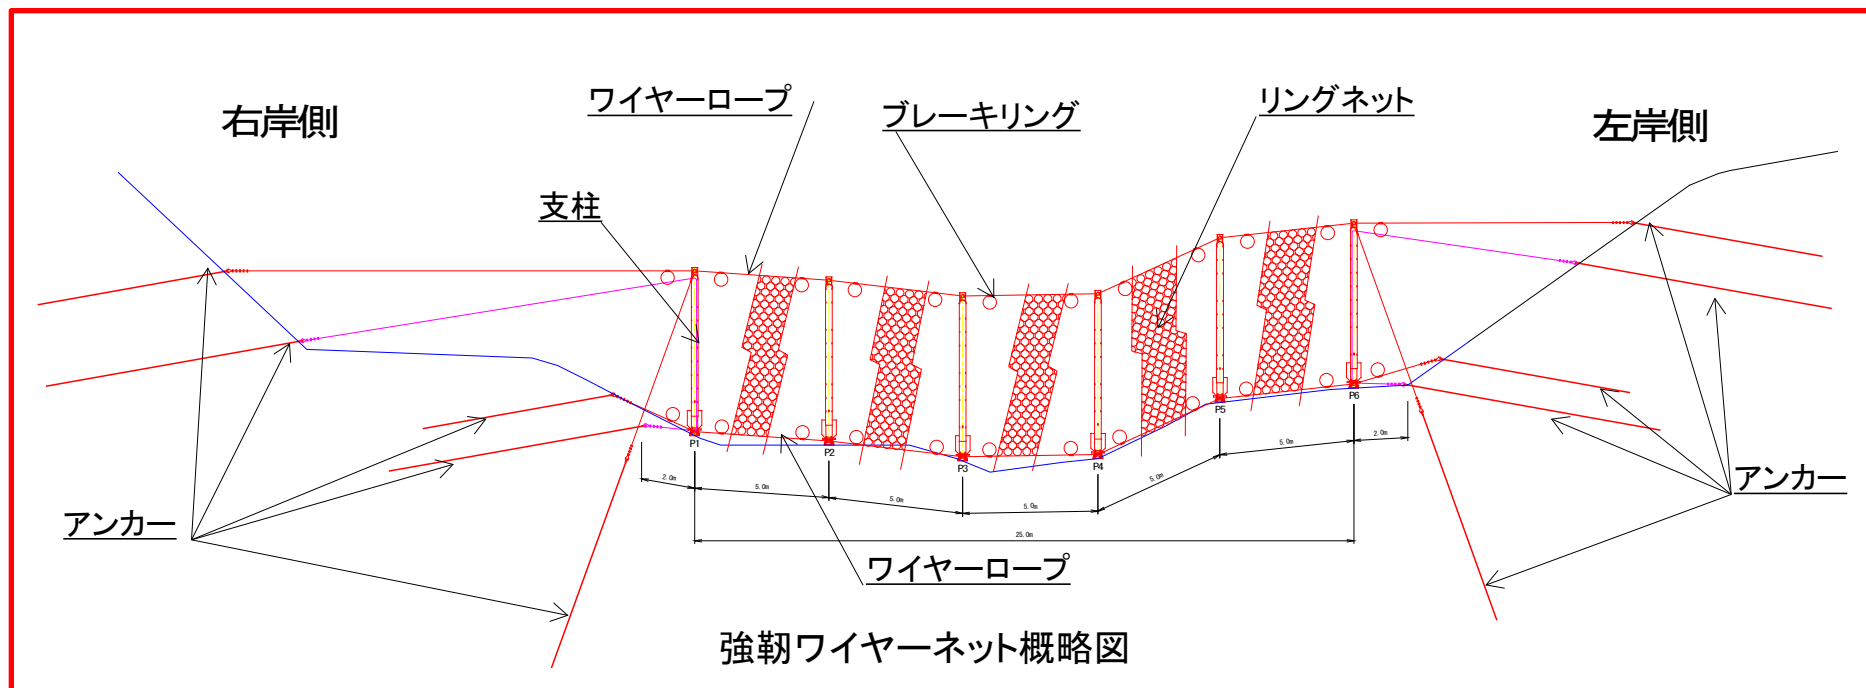 ワイヤーロープ
ブレーキリング
リングネット
右岸側
左岸側
支柱
P1
P2
P3
P4
P5
P6
2.0m
5.0m
5.0m
5.0m
5.0m
5.0m
2.0m
25.0m
アンカー
アンカー
ワイヤーロープ
強靭ワイヤーネット概略図